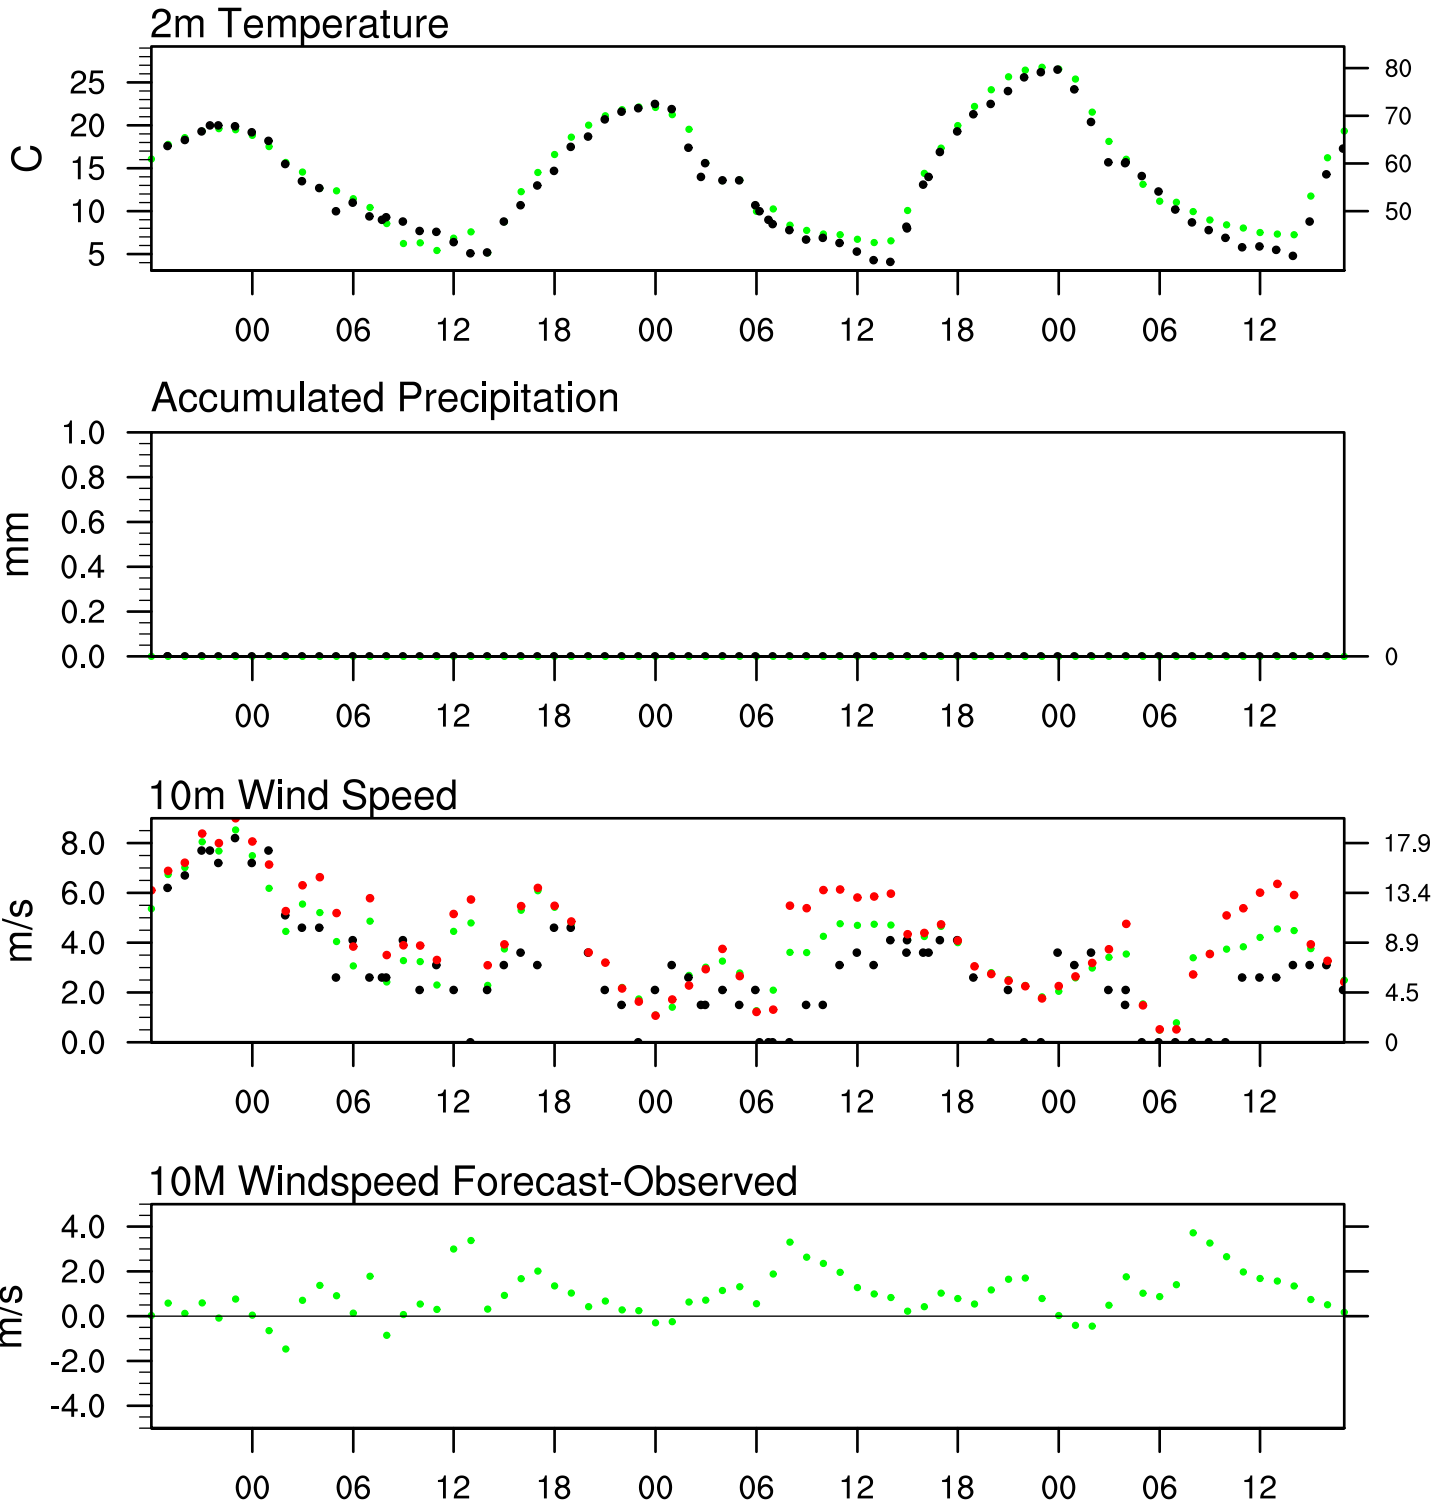 2m Temperature
25
20
15
10
5
C
80
70
60
50
00 06 12 18 00 06 12 18 00 06 12
Accumulated Precipitation
1.0
0.8
0.6
0.4
0.2
0.0
mm
0
00 06 12 18 00 06 12 18 00 06 12
10m Wind Speed
8.0
6.0
4.0
2.0
0.0
m/s
17.9
13.4
8.9
4.5
0
00 06 12 18 00 06 12 18 00 06 12
10M Windspeed Forecast-Observed
4.0
2.0
0.0
-2.0
-4.0
m/s
00 06 12 18 00 06 12 18 00 06 12